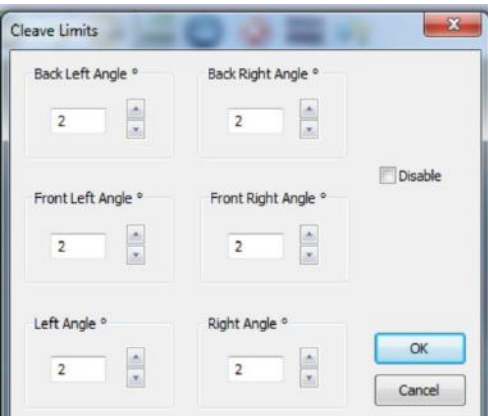 Cleave Limits
Back Left Angle º
Back Right Angle º
2
2
Disable
Front Left Angle º
Front Right Angle º
2
2
Left Angle º
Right Angle º
2
2
OK
Cancel